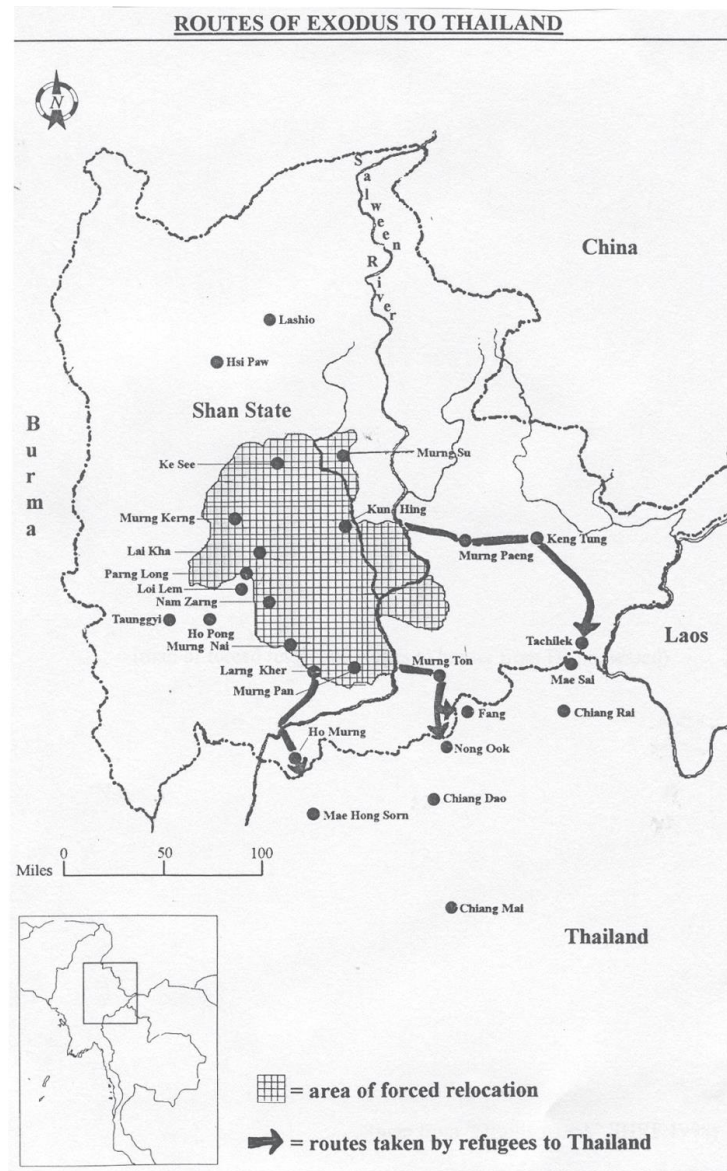 ROUTES OF EXODUS TO THAILAND
N
Salween River
China
Lashio
Hsi Paw
Shan State
Burma
Ke See
Murng Su
Murng Kerng
Kun Hing
Lai Kha
Murng Paeng
Keng Tung
Parng Long
Loi Lem
Nam Zarng
Taunggyi
Ho Pong
Murng Nai
Laos
Tachilek
Larng Kher
Murng Ton
Mae Sai
Murng Pan
Fang
Chiang Rai
Ho Murng
Nong Ook
Chiang Dao
Mae Hong Sorn
0 50 100
Miles
Chiang Mai
Thailand
= area of forced relocation
= routes taken by refugees to Thailand